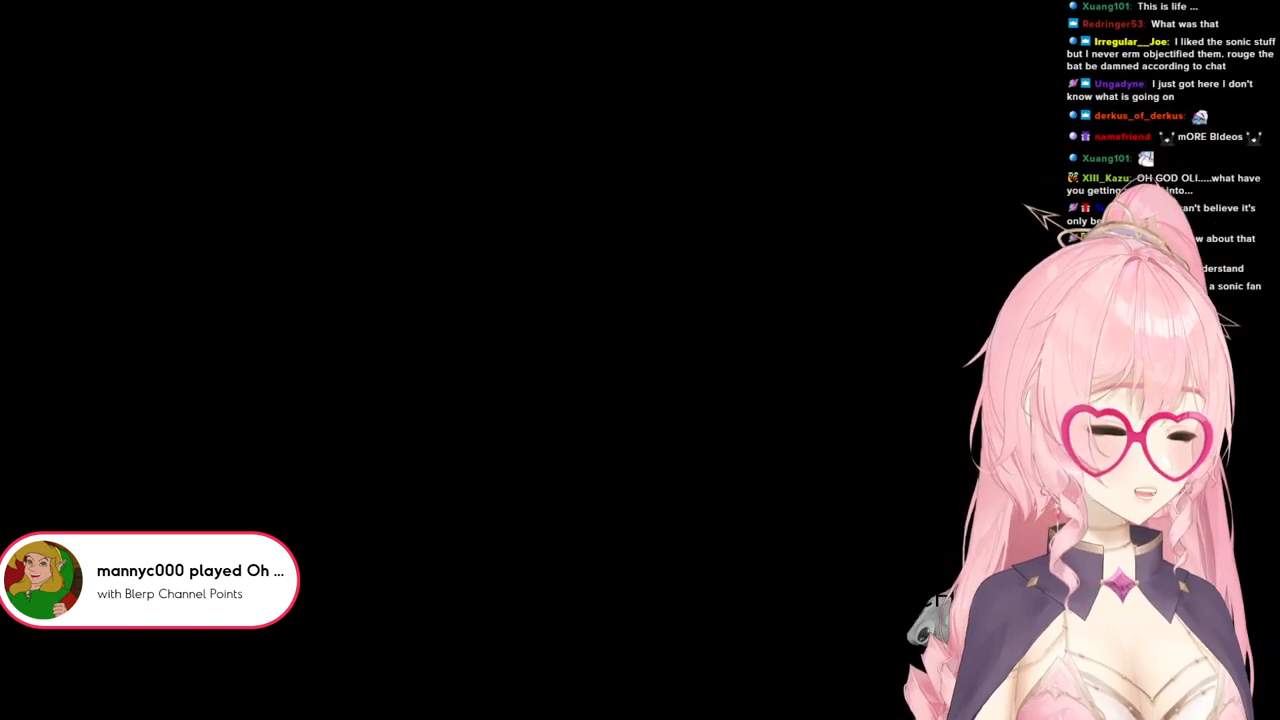 Xuang101: This is life ...
Redringer53: What was that
Irregular__Joe: I liked the sonic stuff
but I never erm objectified them. rouge the
bat be damned according to chat
Ungadyne: I just got here I don't
know what is going on
derkus_of_derkus:
namefriend: mORE BIdeos
Xuang101:
XIII_Kazu: OH GOD OLI.....what have
you getting into...
can't believe it's
only be
w about that
derstand
a sonic fan
mannyc000 played Oh ...
with Blerp Channel Points